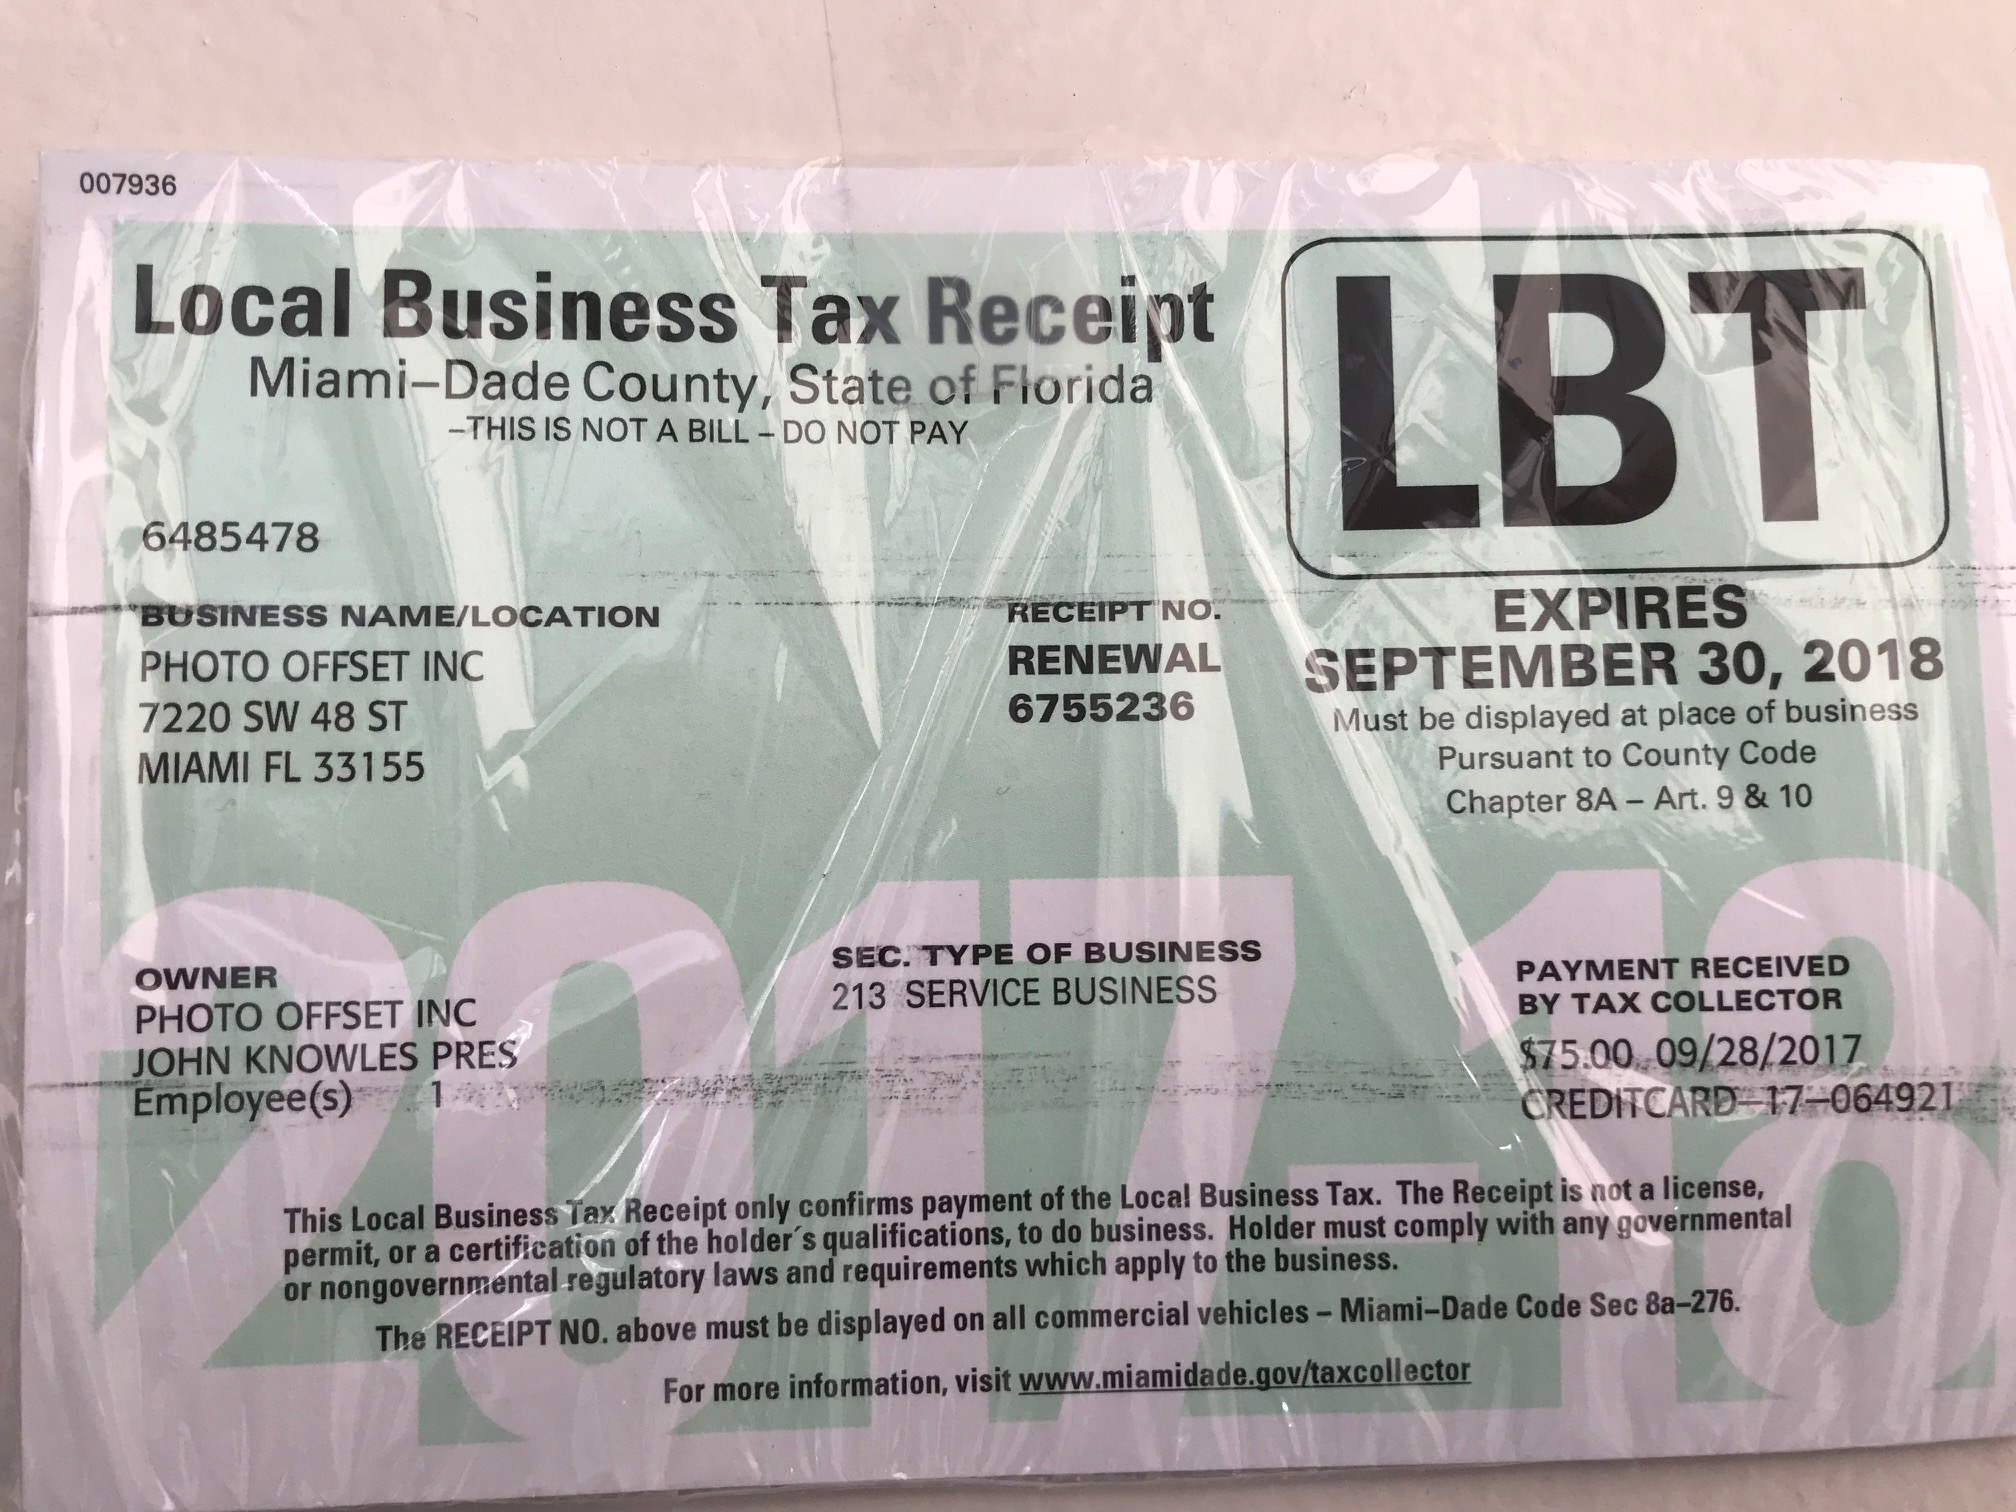 007936
Local Business Tax Receipt
Miami–Dade County, State of Florida
–THIS IS NOT A BILL – DO NOT PAY
LBT
6485478
BUSINESS NAME/LOCATION
PHOTO OFFSET INC
7220 SW 48 ST
MIAMI FL 33155
RECEIPT NO.
RENEWAL
6755236
EXPIRES
SEPTEMBER 30, 2018
Must be displayed at place of business
Pursuant to County Code
Chapter 8A – Art. 9 & 10
2017–18
OWNER
PHOTO OFFSET INC
JOHN KNOWLES PRES
Employee(s) 1
SEC. TYPE OF BUSINESS
213 SERVICE BUSINESS
PAYMENT RECEIVED
BY TAX COLLECTOR
$75.00 09/28/2017
CREDITCARD–17–064921
This Local Business Tax Receipt only confirms payment of the Local Business Tax. The Receipt is not a license,
permit, or a certification of the holder´s qualifications, to do business. Holder must comply with any governmental
or nongovernmental regulatory laws and requirements which apply to the business.
The RECEIPT NO. above must be displayed on all commercial vehicles – Miami–Dade Code Sec 8a–276.
For more information, visit www.miamidade.gov/taxcollector